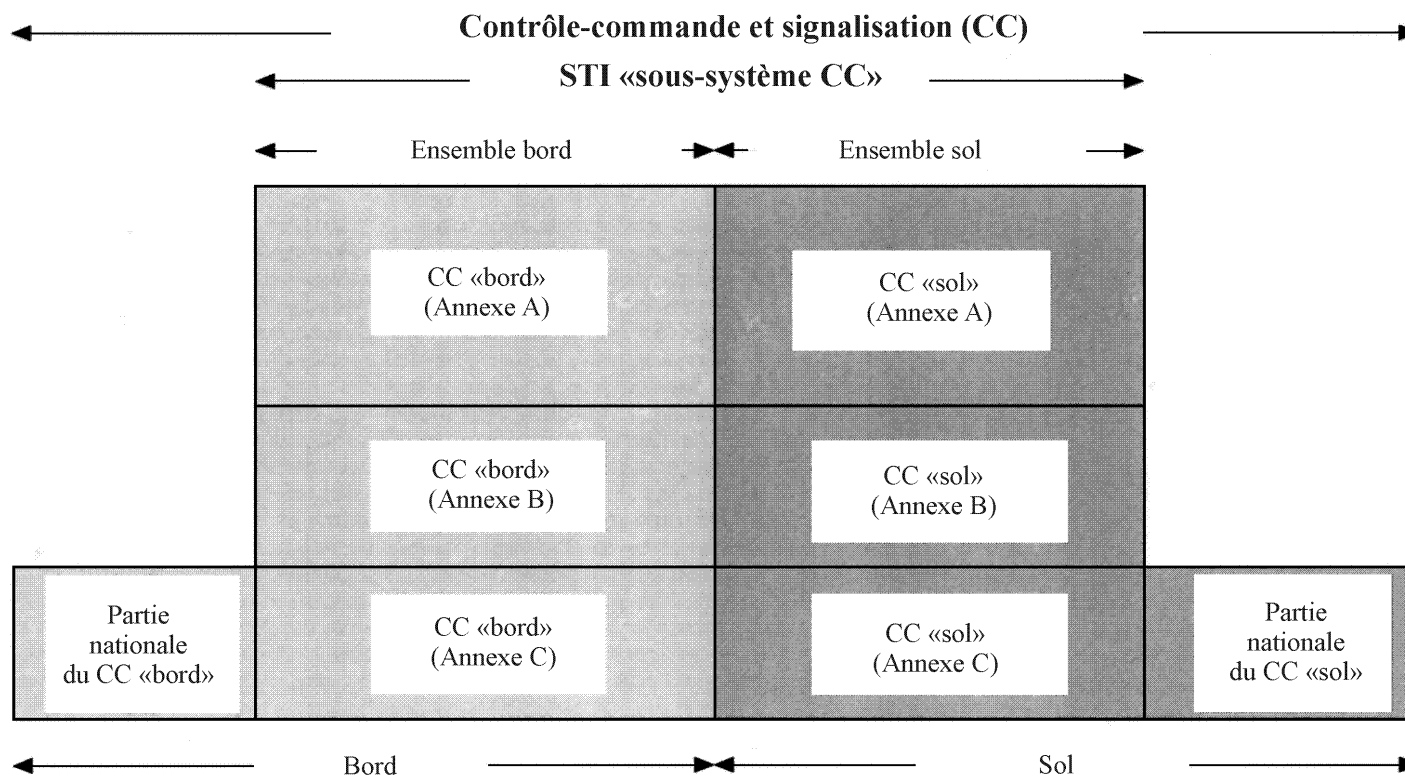 Contrôle-commande et signalisation (CC)
STI «sous-système CC»
Ensemble bord
Ensemble sol
CC «bord»
(Annexe A)
CC «sol»
(Annexe A)
CC «bord»
(Annexe B)
CC «sol»
(Annexe B)
Partie
nationale
du CC «bord»
CC «bord»
(Annexe C)
CC «sol»
(Annexe C)
Partie
nationale
du CC «sol»
Bord
Sol